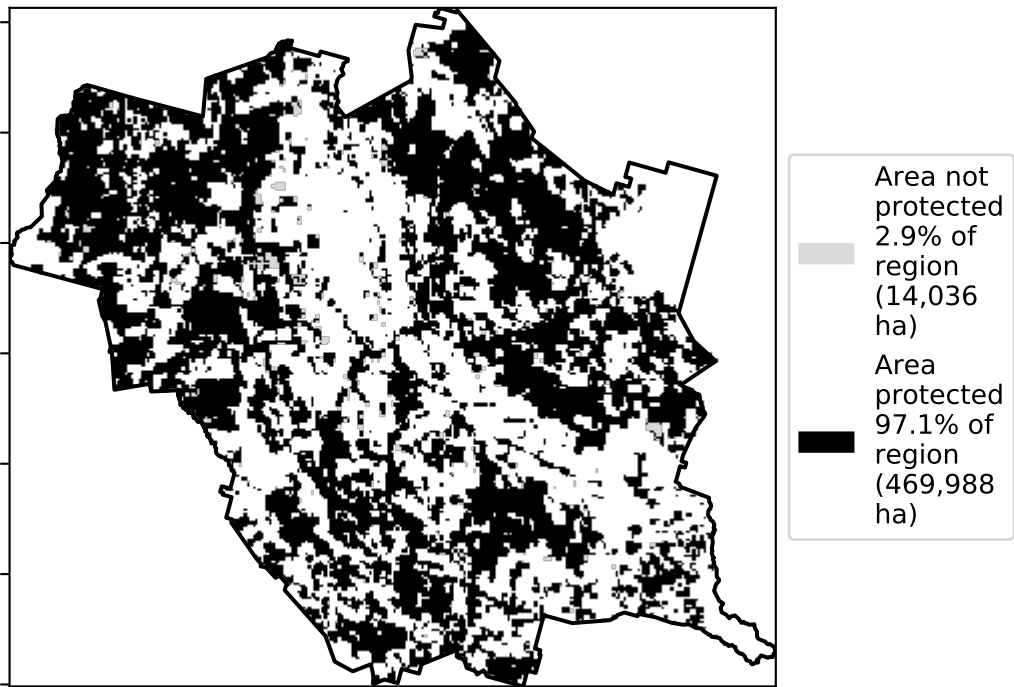 Area not
protected
2.9% of
region
(14,036
ha)
Area
protected
97.1% of
region
(469,988
ha)